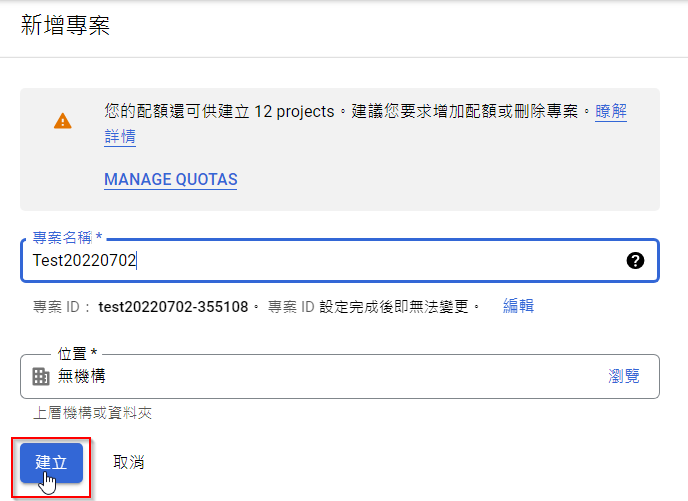 新增專案
您的配額還可供建立 12 projects。建議您要求增加配額或刪除專案。瞭解
詳情
MANAGE QUOTAS
專案名稱 *
Test20220702
專案 ID： test20220702-355108。 專案 ID 設定完成後即無法變更。 編輯
位置 *
無機構 瀏覽
上層機構或資料夾
建立 取消